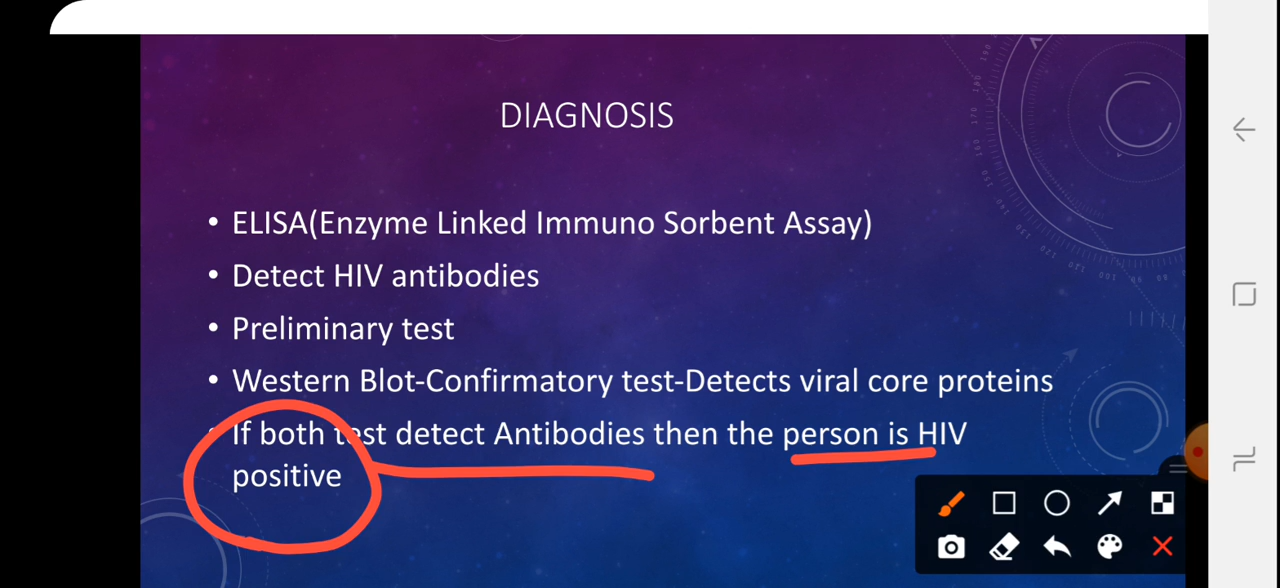 DIAGNOSIS
• ELISA(Enzyme Linked Immuno Sorbent Assay)
• Detect HIV antibodies
• Preliminary test
• Western Blot-Confirmatory test-Detects viral core proteins
• If both test detect Antibodies then the person is HIV
positive